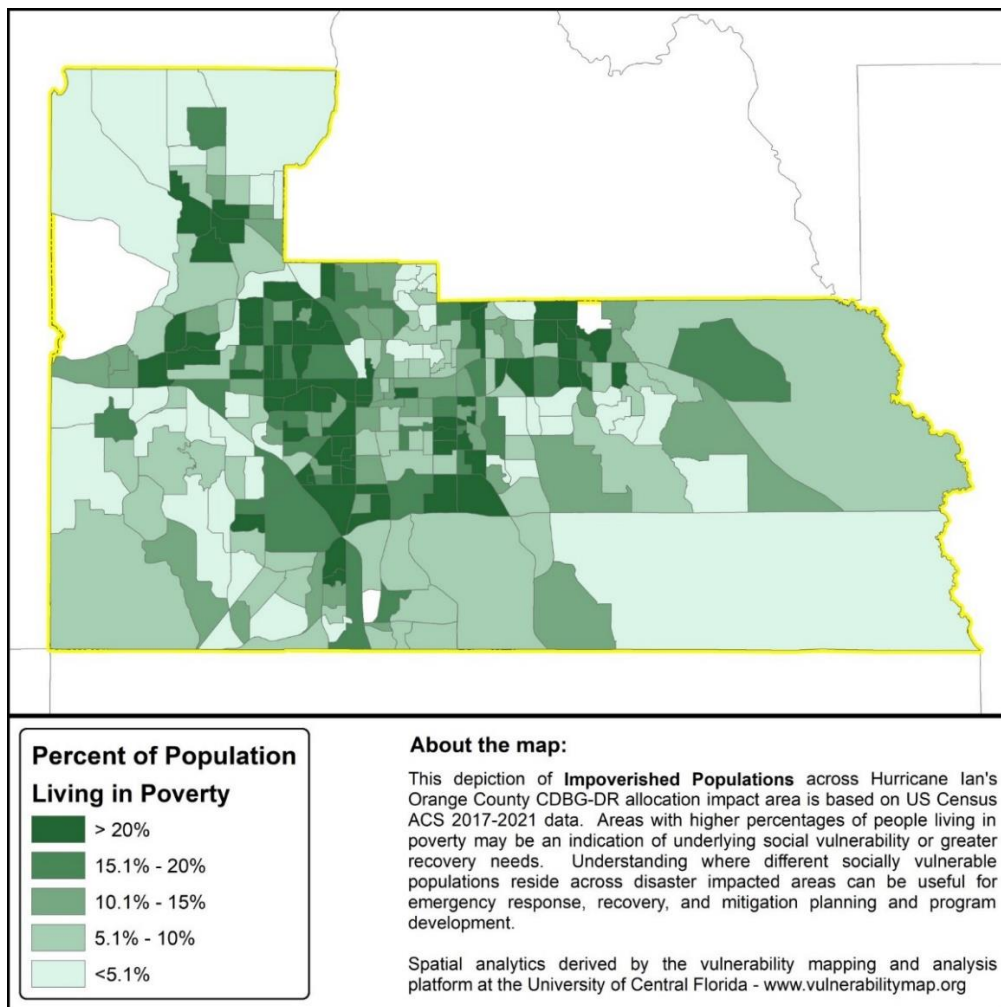 Percent of Population
Living in Poverty
> 20%
15.1% - 20%
10.1% - 15%
5.1% - 10%
<5.1%
About the map:
This depiction of Impoverished Populations across Hurricane Ian's
Orange County CDBG-DR allocation impact area is based on US Census
ACS 2017-2021 data. Areas with higher percentages of people living in
poverty may be an indication of underlying social vulnerability or greater
recovery needs. Understanding where different socially vulnerable
populations reside across disaster impacted areas can be useful for
emergency response, recovery, and mitigation planning and program
development.
Spatial analytics derived by the vulnerability mapping and analysis
platform at the University of Central Florida - www.vulnerabilitymap.org